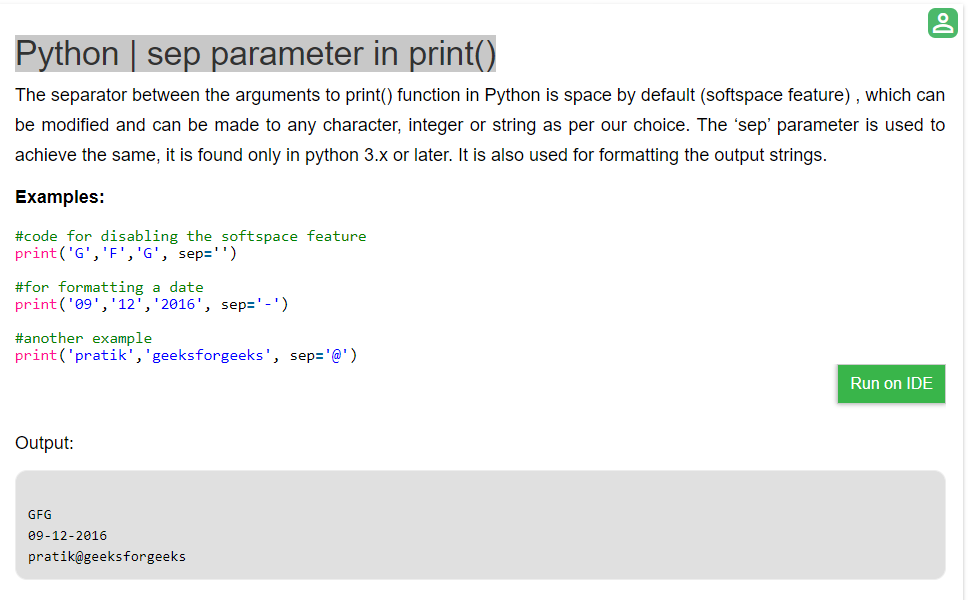 Python | sep parameter in print()
The separator between the arguments to print() function in Python is space by default (softspace feature) , which can
be modified and can be made to any character, integer or string as per our choice. The ‘sep’ parameter is used to
achieve the same, it is found only in python 3.x or later. It is also used for formatting the output strings.
Examples:
#code for disabling the softspace feature
print('G','F','G', sep='')
#for formatting a date
print('09','12','2016', sep='-')
#another example
print('pratik','geeksforgeeks', sep='@')
Run on IDE
Output:
GFG
09-12-2016
pratik@geeksforgeeks